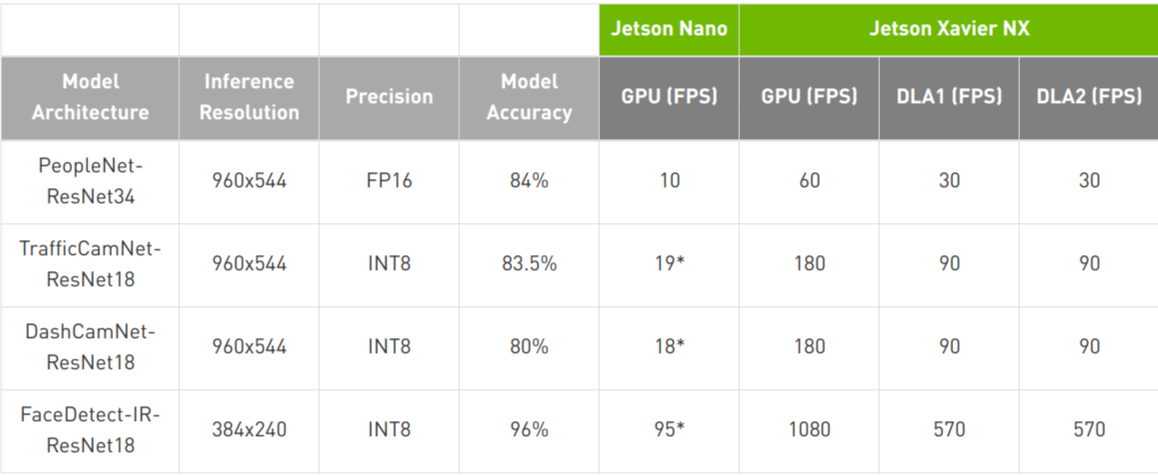 Jetson Nano Jetson Xavier NX
Model Architecture Inference Resolution Precision Model Accuracy GPU (FPS) GPU (FPS) DLA1 (FPS) DLA2 (FPS)
PeopleNet-ResNet34 960x544 FP16 84% 10 60 30 30
TrafficCamNet-ResNet18 960x544 INT8 83.5% 19* 180 90 90
DashCamNet-ResNet18 960x544 INT8 80% 18* 180 90 90
FaceDetect-IR-ResNet18 384x240 INT8 96% 95* 1080 570 570